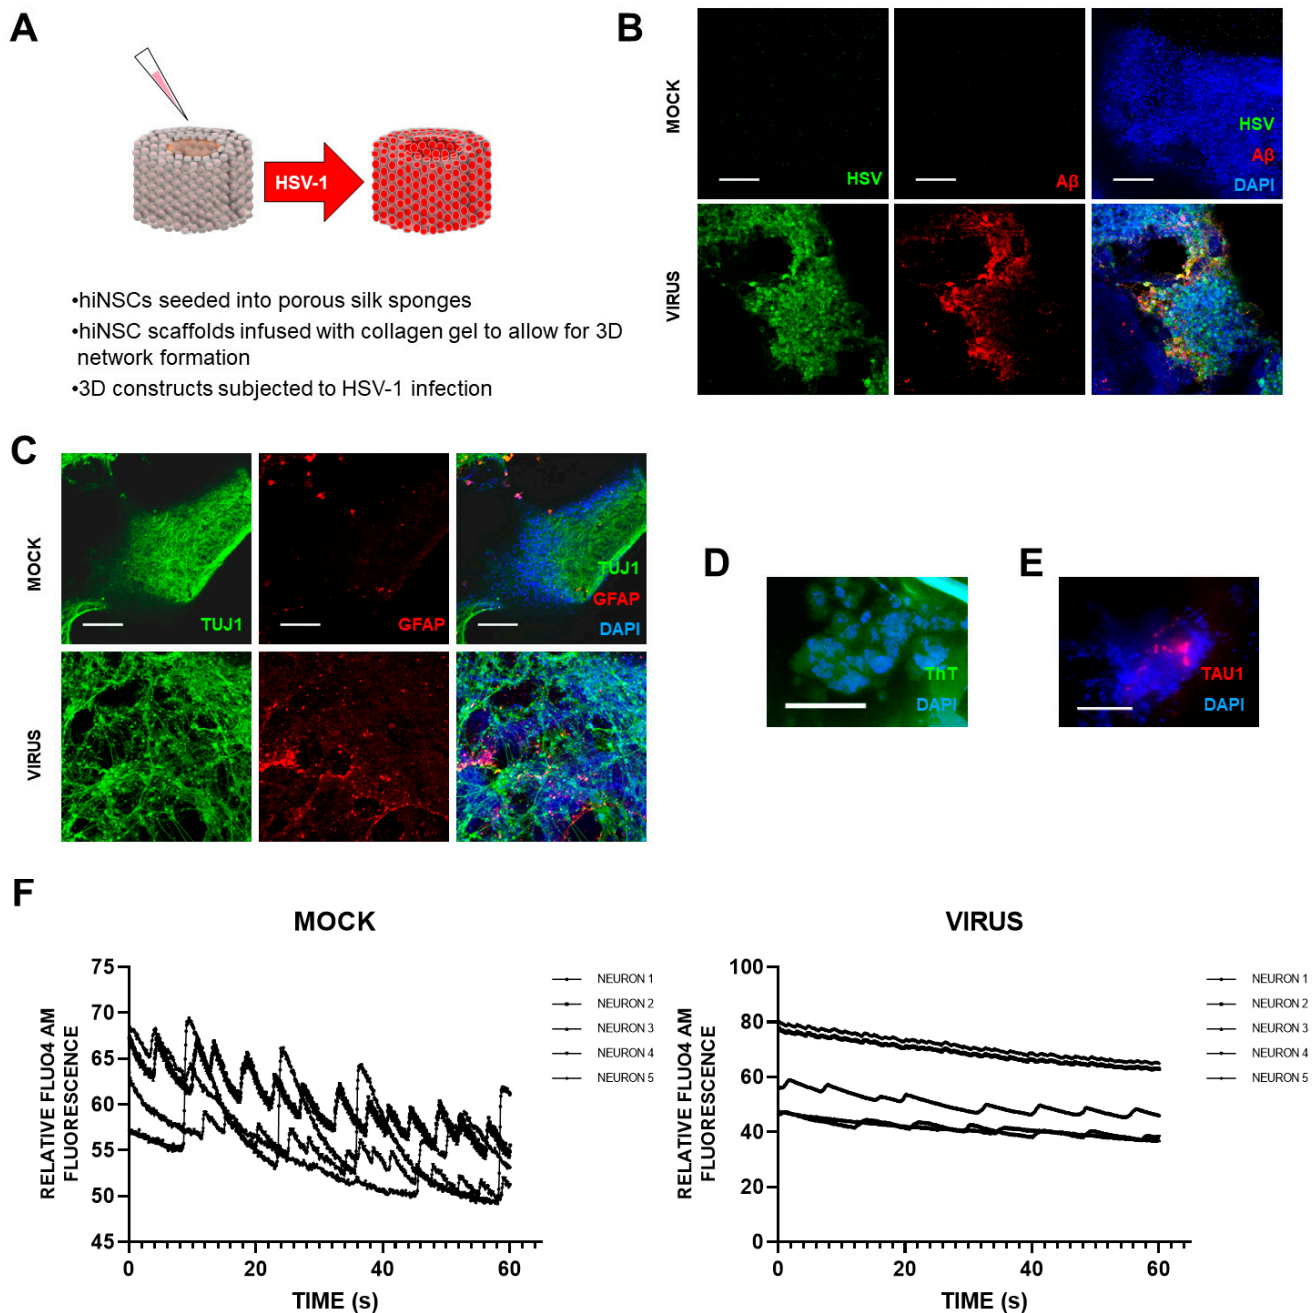 A
HSV-1
•hiNSCs seeded into porous silk sponges
•hiNSC scaffolds infused with collagen gel to allow for 3D
network formation
•3D constructs subjected to HSV-1 infection
B
MOCK
HSV
Aβ
HSV
Aβ
DAPI
VIRUS
C
MOCK
TUJ1
GFAP
TUJ1
GFAP
DAPI
VIRUS
D
ThT
DAPI
E
TAU1
DAPI
F
MOCK
RELATIVE FLUO4 AM
FLUORESCENCE
75
70
65
60
55
50
45
0
20
40
60
TIME (s)
NEURON 1
NEURON 2
NEURON 3
NEURON 4
NEURON 5
VIRUS
RELATIVE FLUO4 AM
FLUORESCENCE
100
80
60
40
20
0
0
20
40
60
TIME (s)
NEURON 1
NEURON 2
NEURON 3
NEURON 4
NEURON 5